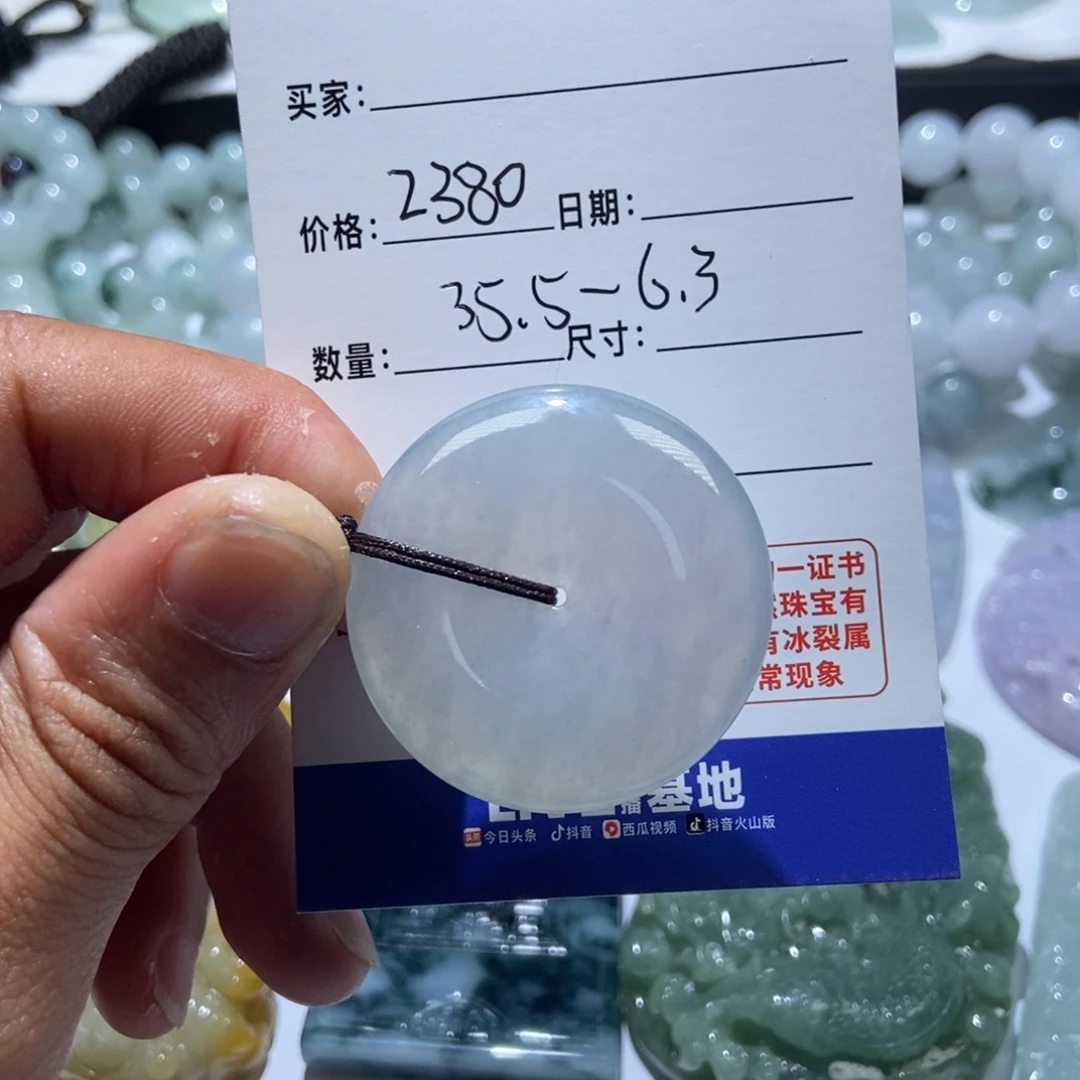 买家:
价格: 2380 日期:
35.5-6.3
数量: 尺寸:
一证书
珠宝有
有冰裂属
常现象
播基地
今日头条 抖音 西瓜视频 抖音火山版